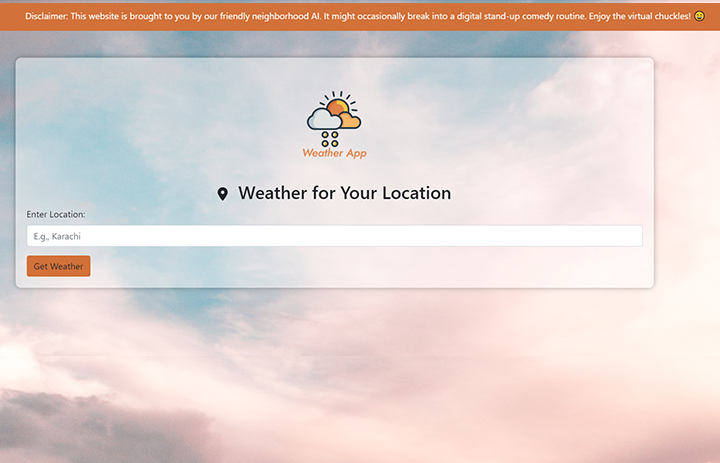 Disclaimer: This website is brought to you by our friendly neighborhood AI. It might occasionally break into a digital stand-up comedy routine. Enjoy the virtual chuckles! 😄
Weather App
Weather for Your Location
Enter Location:
E.g., Karachi
Get Weather